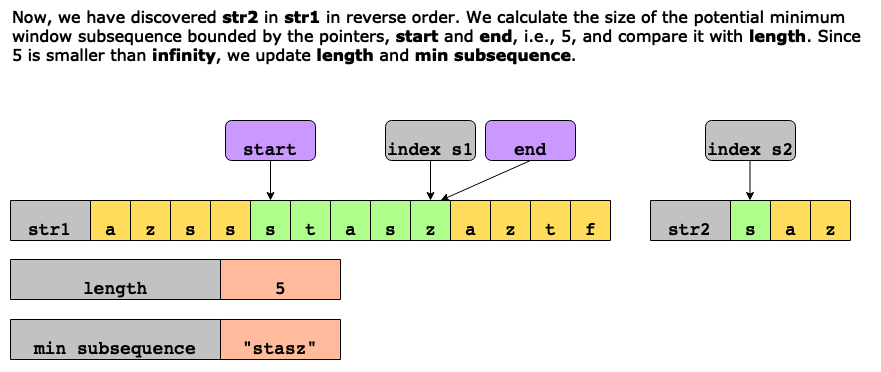 Now, we have discovered str2 in str1 in reverse order. We calculate the size of the potential minimum
window subsequence bounded by the pointers, start and end, i.e., 5, and compare it with length. Since
5 is smaller than infinity, we update length and min subsequence.
start index s1 end index s2
str1 a z s s s t a s z a z t f str2 s a z
length 5
min subsequence "stasz"